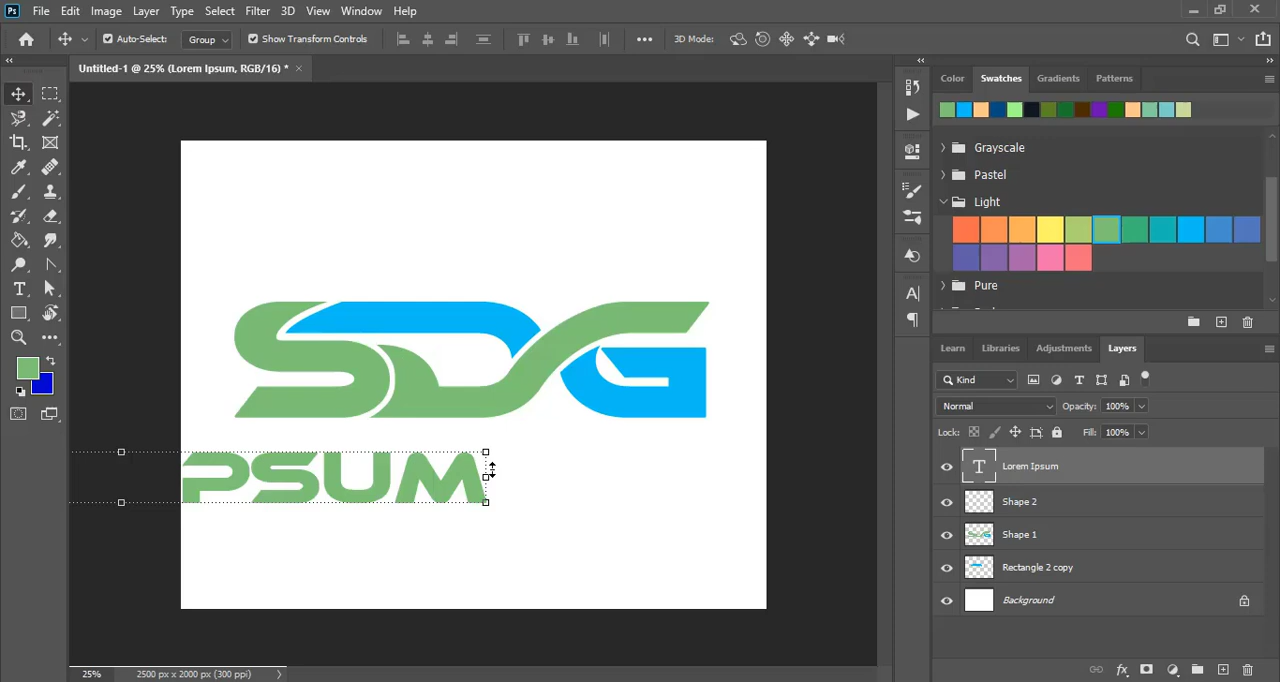 Ps File Edit Image Layer Type Select Filter 3D View Window Help
Auto-Select: Group Show Transform Controls 3D Mode:
Untitled-1 @ 25% (Lorem Ipsum, RGB/16) *
Color Swatches Gradients Patterns
Grayscale
Pastel
Light
Pure
SDG
PSUM
Learn Libraries Adjustments Layers
Kind
Normal Opacity: 100%
Lock: Fill: 100%
T Lorem Ipsum
Shape 2
Shape 1
Rectangle 2 copy
Background
25% 2500 px x 2000 px (300 ppi)